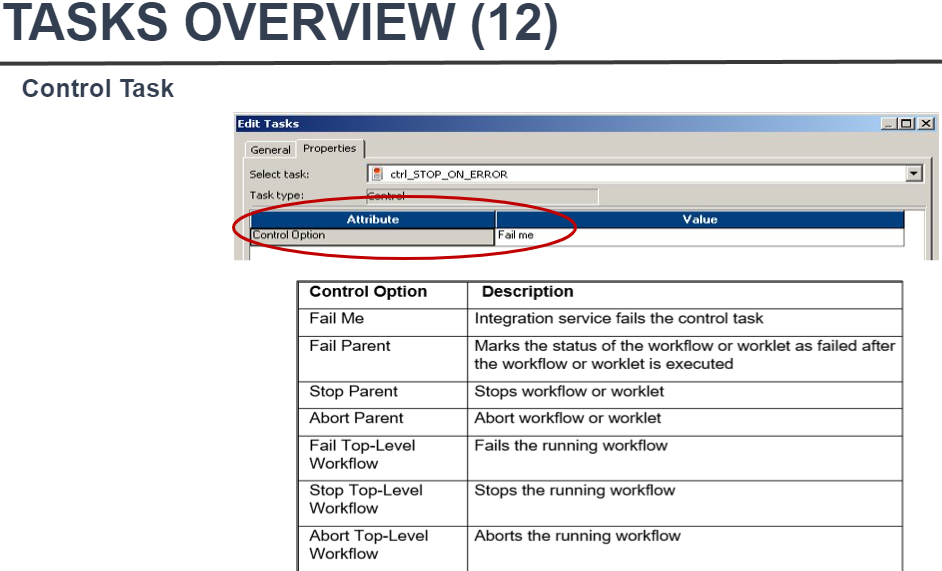 TASKS OVERVIEW (12)
Control Task
Edit Tasks
General Properties
Select task: ctrl_STOP_ON_ERROR
Task type: Control
Attribute Value
Control Option Fail me
Control Option Description
Fail Me Integration service fails the control task
Fail Parent Marks the status of the workflow or worklet as failed after
the workflow or worklet is executed
Stop Parent Stops workflow or worklet
Abort Parent Abort workflow or worklet
Fail Top-Level Fails the running workflow
Workflow
Stop Top-Level Stops the running workflow
Workflow
Abort Top-Level Aborts the running workflow
Workflow